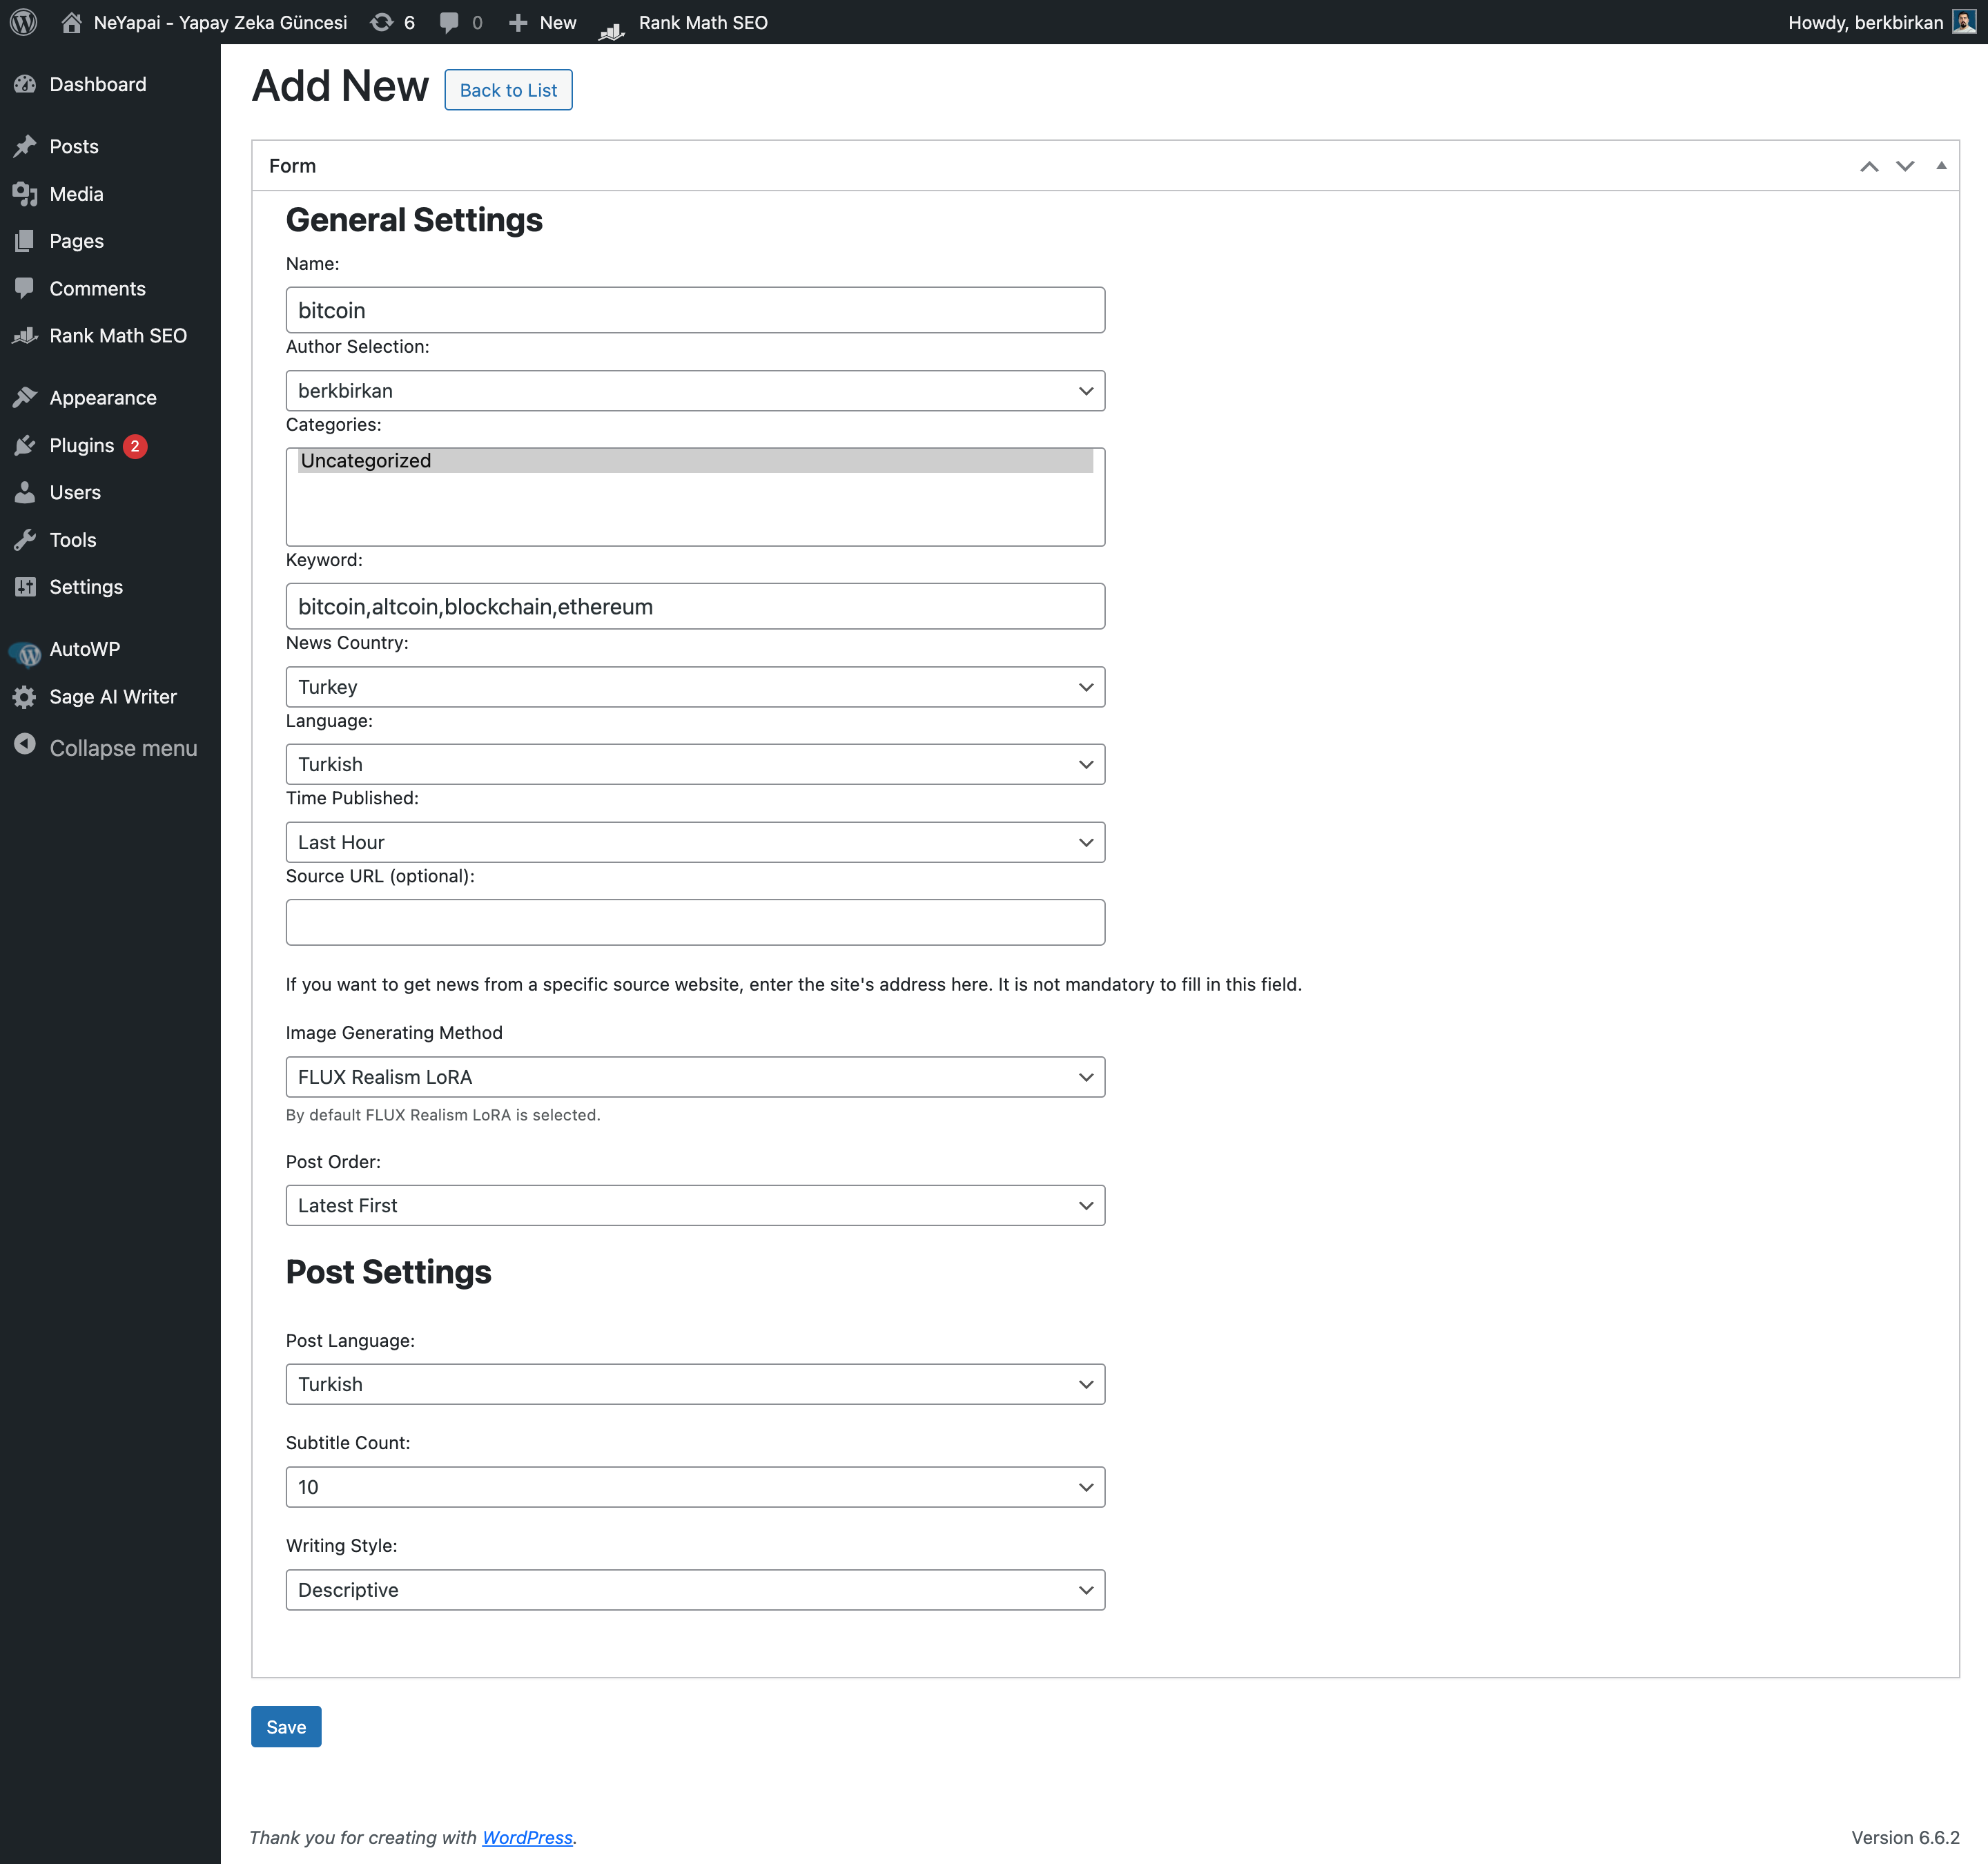 NeYapai - Yapay Zeka Güncesi 6 0 New Rank Math SEO Howdy, berkbirkan
Dashboard
Posts
Media
Pages
Comments
Rank Math SEO
Appearance
Plugins 2
Users
Tools
Settings
AutoWP
Sage AI Writer
Collapse menu
Add New Back to List
Form
General Settings
Name:
bitcoin
Author Selection:
berkbirkan
Categories:
Uncategorized
Keyword:
bitcoin,altcoin,blockchain,ethereum
News Country:
Turkey
Language:
Turkish
Time Published:
Last Hour
Source URL (optional):
If you want to get news from a specific source website, enter the site's address here. It is not mandatory to fill in this field.
Image Generating Method
FLUX Realism LoRA
By default FLUX Realism LoRA is selected.
Post Order:
Latest First
Post Settings
Post Language:
Turkish
Subtitle Count:
10
Writing Style:
Descriptive
Save
Thank you for creating with WordPress. Version 6.6.2